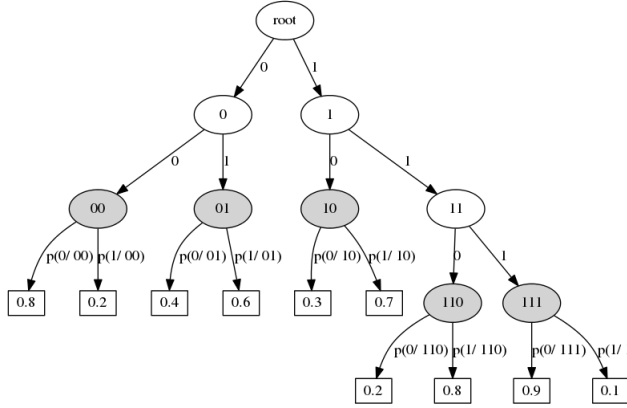 root
0 1
0 1
0 1 0 1
00 01 10 11
p(0/ 00) p(1/ 00) p(0/ 01) p(1/ 01) p(0/ 10) p(1/ 10) 0 1
0.8 0.2 0.4 0.6 0.3 0.7 110 111
p(0/ 110) p(1/ 110) p(0/ 111) p(1/
0.2 0.8 0.9 0.1